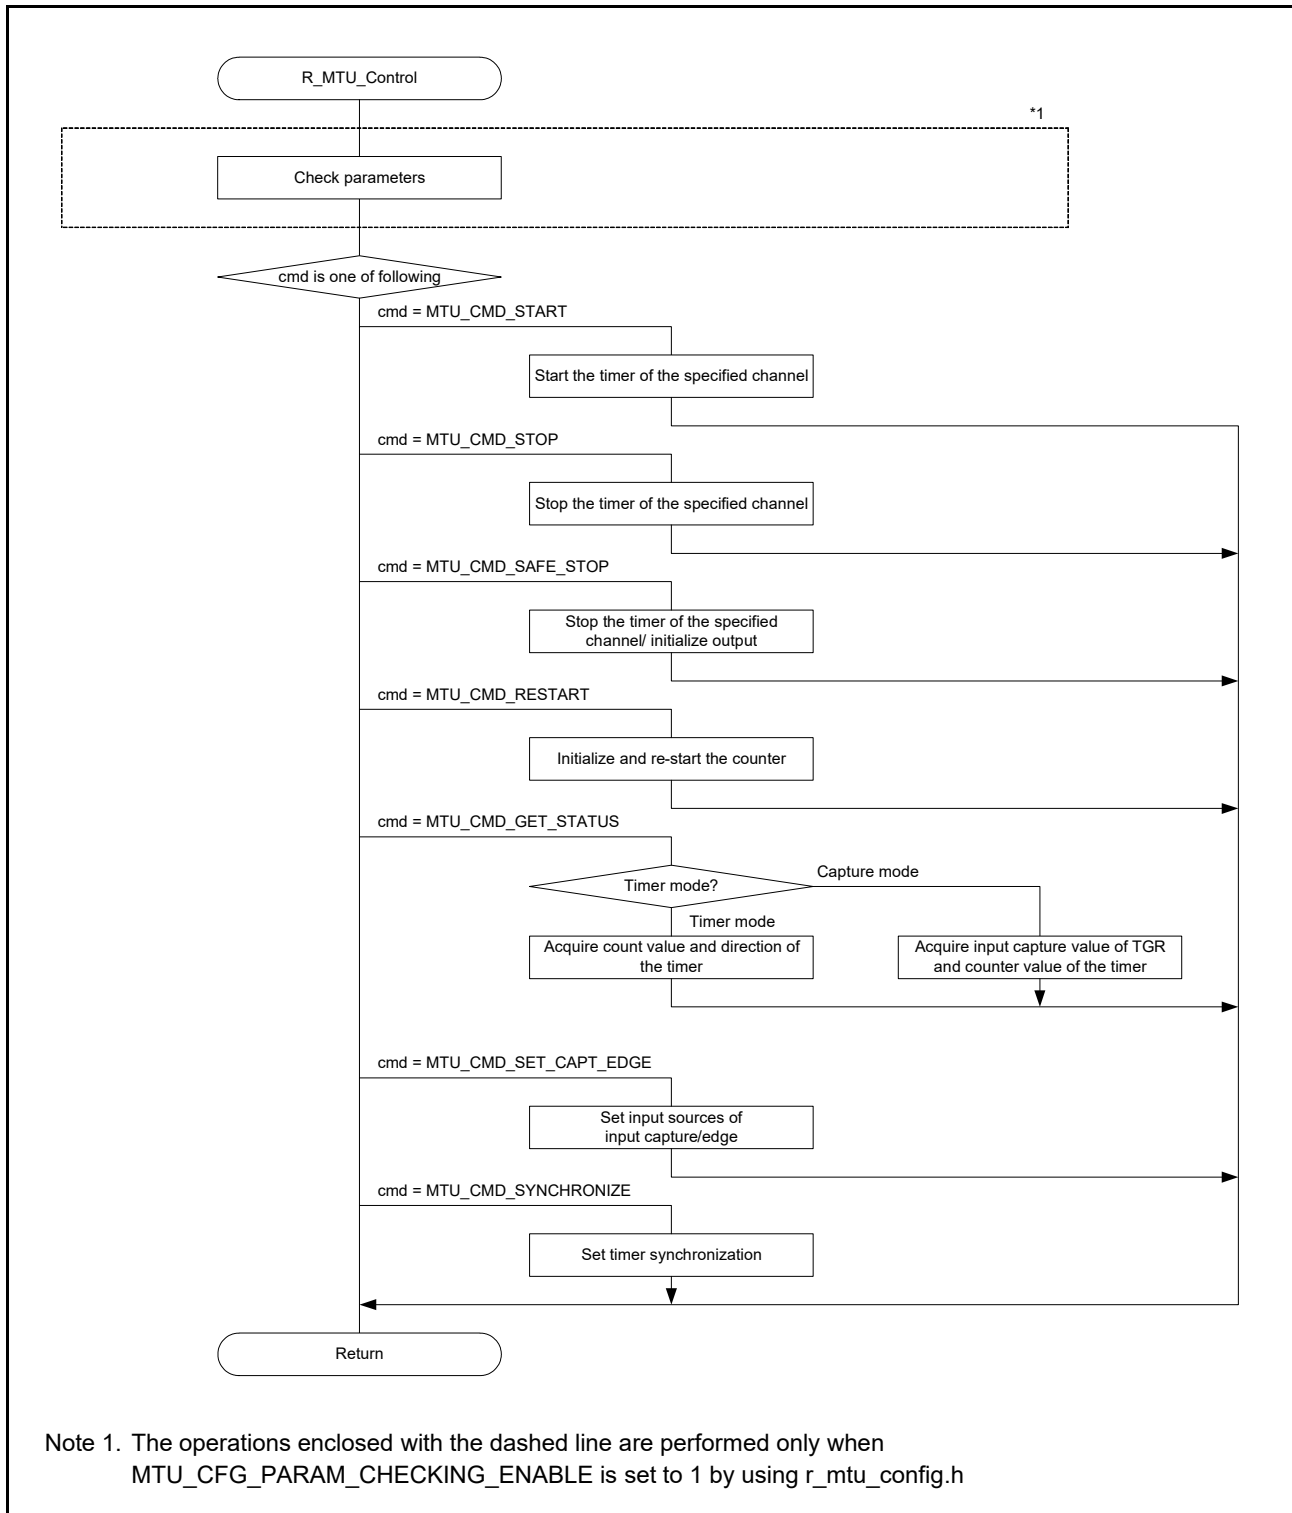 R_MTU_Control
*1
Check parameters
cmd is one of following
cmd = MTU_CMD_START
Start the timer of the specified channel
cmd = MTU_CMD_STOP
Stop the timer of the specified channel
cmd = MTU_CMD_SAFE_STOP
Stop the timer of the specified
channel/ initialize output
cmd = MTU_CMD_RESTART
Initialize and re-start the counter
cmd = MTU_CMD_GET_STATUS
Capture mode
Timer mode?
Timer mode
Acquire count value and direction of
the timer
Acquire input capture value of TGR
and counter value of the timer
cmd = MTU_CMD_SET_CAPT_EDGE
Set input sources of
input capture/edge
cmd = MTU_CMD_SYNCHRONIZE
Set timer synchronization
Return
Note 1. The operations enclosed with the dashed line are performed only when
MTU_CFG_PARAM_CHECKING_ENABLE is set to 1 by using r_mtu_config.h